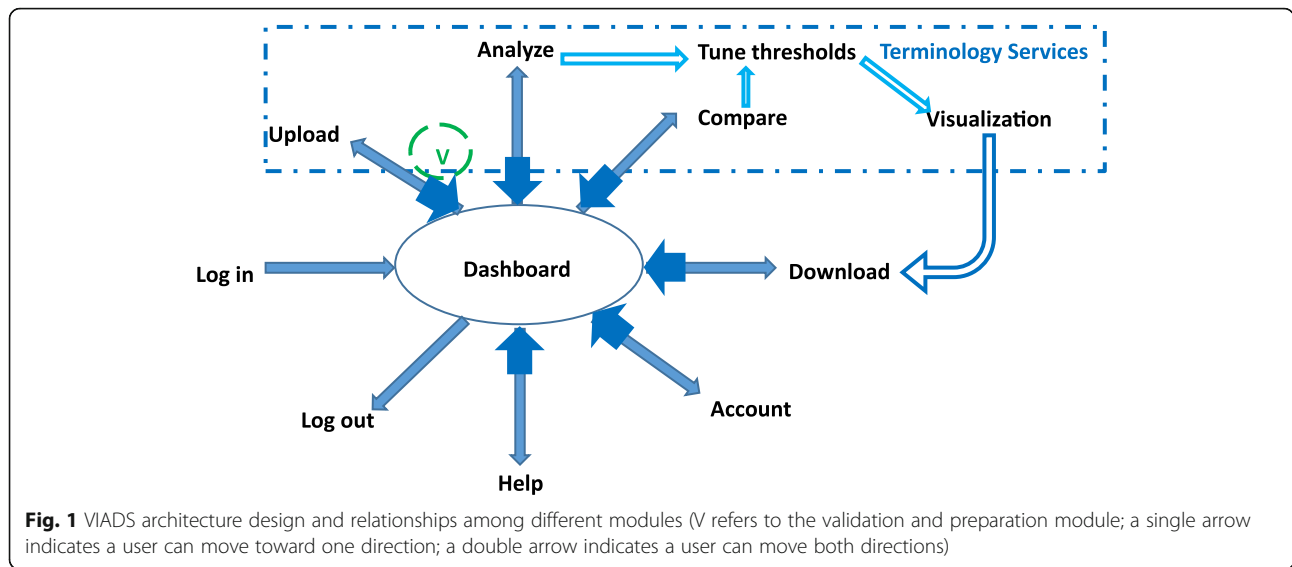 Analyze
Tune thresholds
Terminology Services
Compare
Visualization
Upload
V
Log in
Dashboard
Download
Log out
Account
Help
Fig. 1 VIADS architecture design and relationships among different modules (V refers to the validation and preparation module; a single arrow
indicates a user can move toward one direction; a double arrow indicates a user can move both directions)